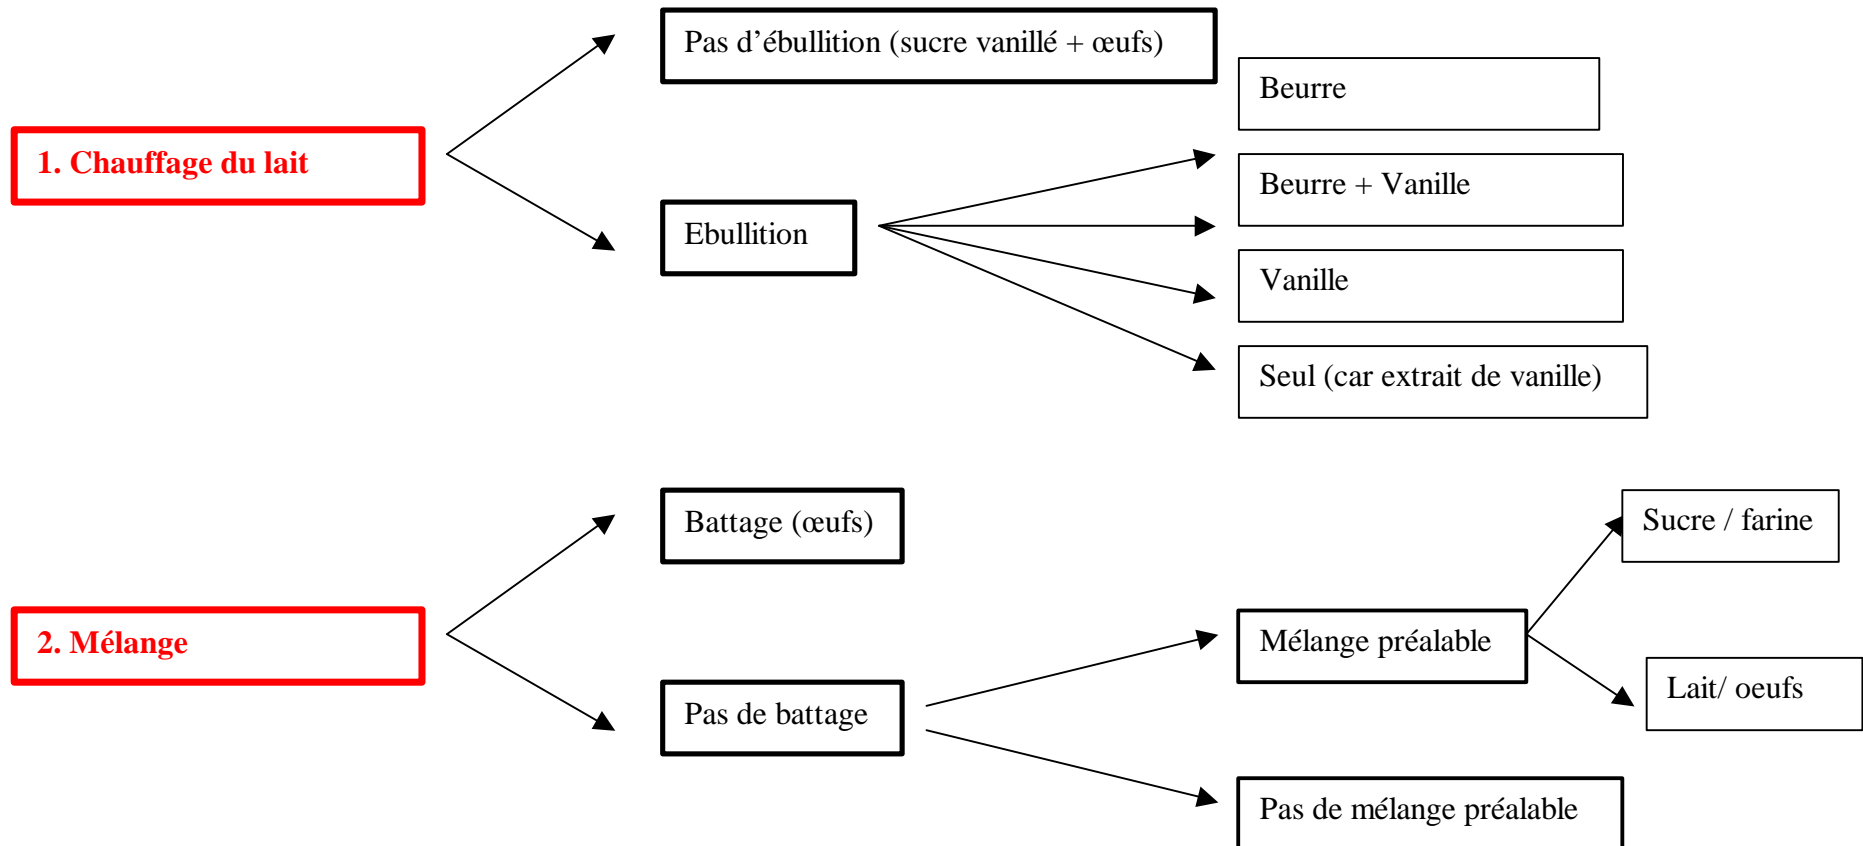 Pas d’ébullition (sucre vanillé + œufs)
Beurre
1. Chauffage du lait
Beurre + Vanille
Ebullition
Vanille
Seul (car extrait de vanille)
Battage (œufs)
Sucre / farine
2. Mélange
Mélange préalable
Lait/ oeufs
Pas de battage
Pas de mélange préalable